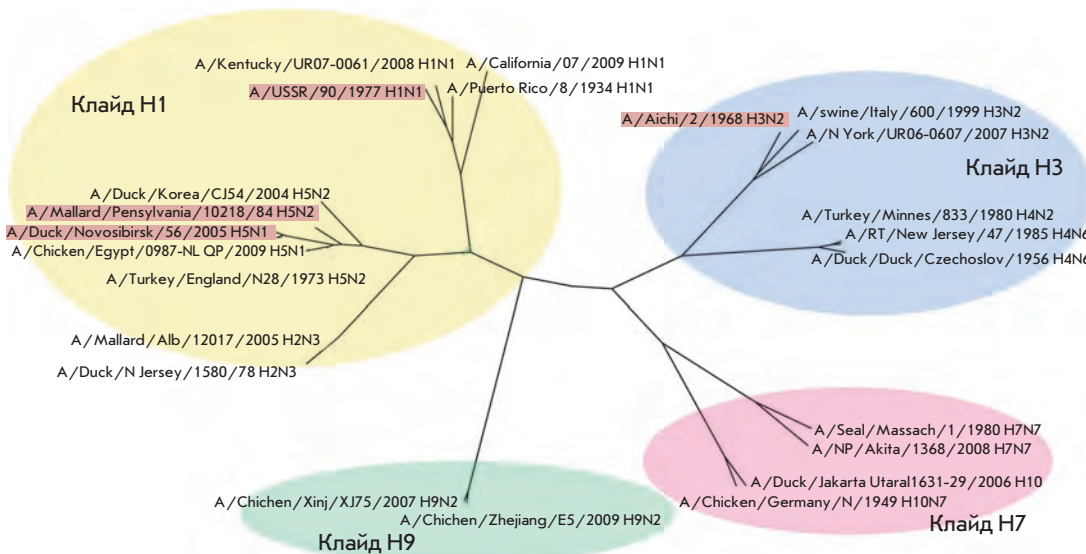 A/Kentucky/UR07-0061/2008 H1N1
A/California/07/2009 H1N1
Клайд H1
A/USSR/90/1977 H1N1
A/Puerto Rico/8/1934 H1N1
A/Duck/Korea/CJ54/2004 H5N2
A/Mallard/Pensylvania/10218/84 H5N2
A/Duck/Novosibirsk/56/2005 H5N1
A/Chicken/Egypt/0987-NL QP/2009 H5N1
A/Turkey/England/N28/1973 H5N2
A/Mallard/Alb/12017/2005 H2N3
A/Duck/N Jersey/1580/78 H2N3
A/Aichi/2/1968 H3N2
A/swine/Italy/600/1999 H3N2
A/N York/UR06-0607/2007 H3N2
Клайд H3
A/Turkey/Minnes/833/1980 H4N2
A/RT/New Jersey/47/1985 H4N6
A/Duck/Duck/Czechoslov/1956 H4N6
A/Seal/Massach/1/1980 H7N7
A/NP/Akita/1368/2008 H7N7
A/Duck/Jakarta Utaral1631-29/2006 H10
A/Chicken/Germany/N/1949 H10N7
Клайд H7
A/Chichen/Xinj/XJ75/2007 H9N2
A/Chichen/Zhejiang/E5/2009 H9N2
Клайд H9